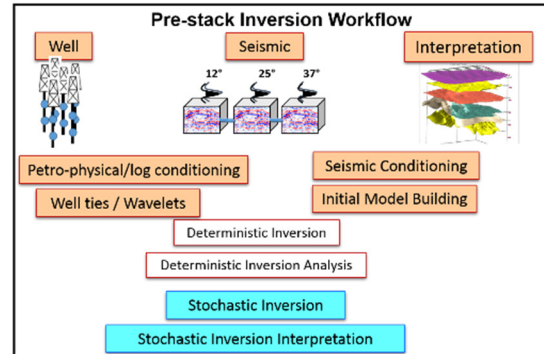 Pre-stack Inversion Workflow
Well
Seismic
Interpretation
12° 25° 37°
Petro-physical/log conditioning
Seismic Conditioning
Well ties / Wavelets
Initial Model Building
Deterministic Inversion
Deterministic Inversion Analysis
Stochastic Inversion
Stochastic Inversion Interpretation